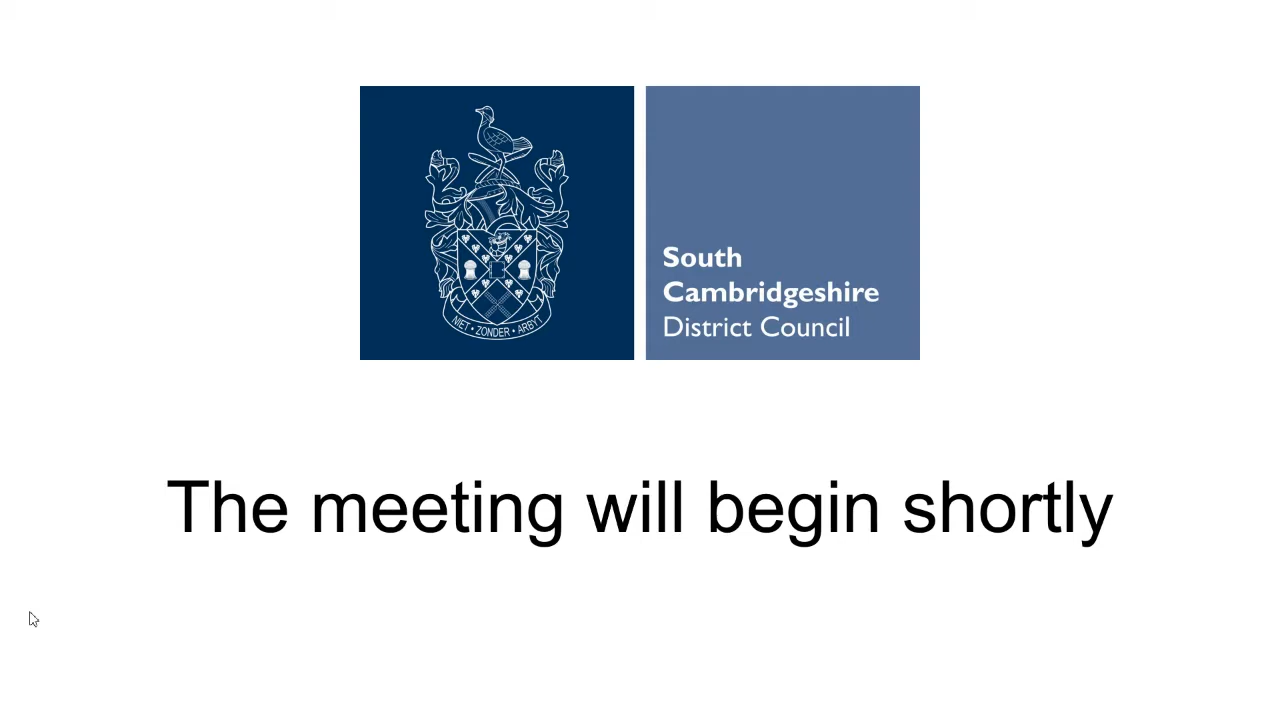 NIET • ZONDER • ARBYT
South
Cambridgeshire
District Council
The meeting will begin shortly